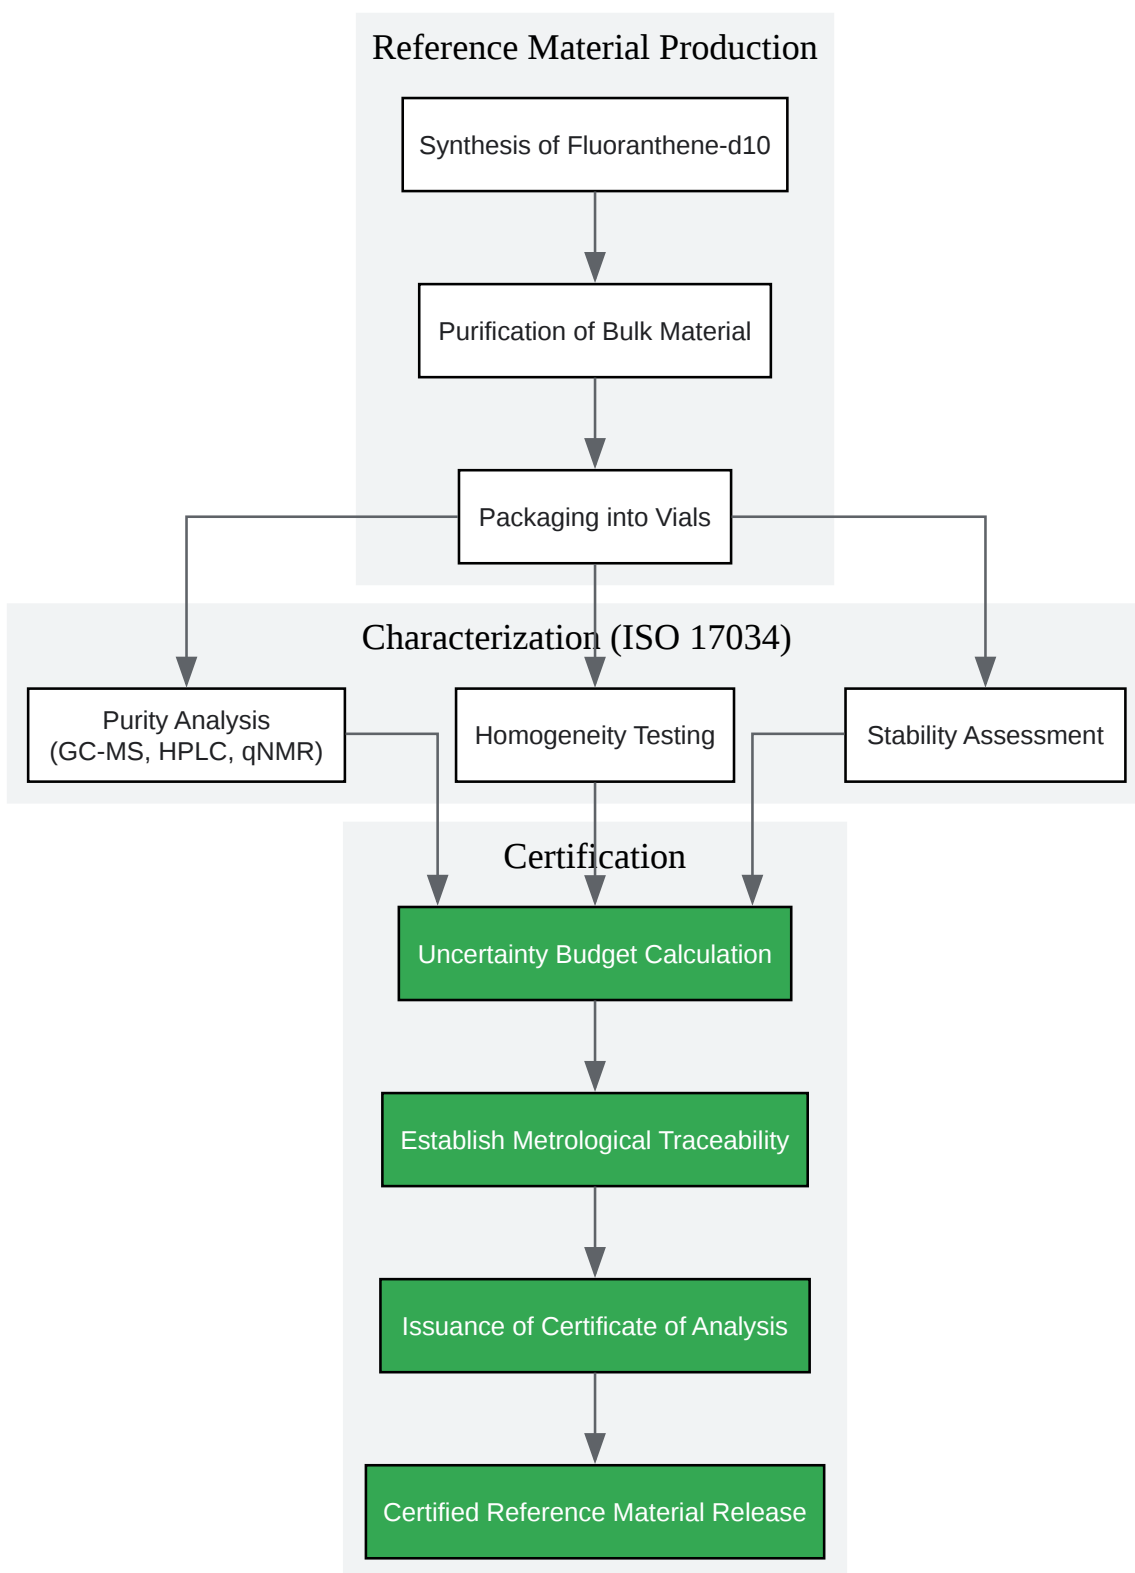 Reference Material Production
Synthesis of Fluoranthene-d10
Purification of Bulk Material
Packaging into Vials
Characterization (ISO 17034)
Purity Analysis
(GC-MS, HPLC, qNMR)
Homogeneity Testing
Stability Assessment
Certification
Uncertainty Budget Calculation
Establish Metrological Traceability
Issuance of Certificate of Analysis
Certified Reference Material Release